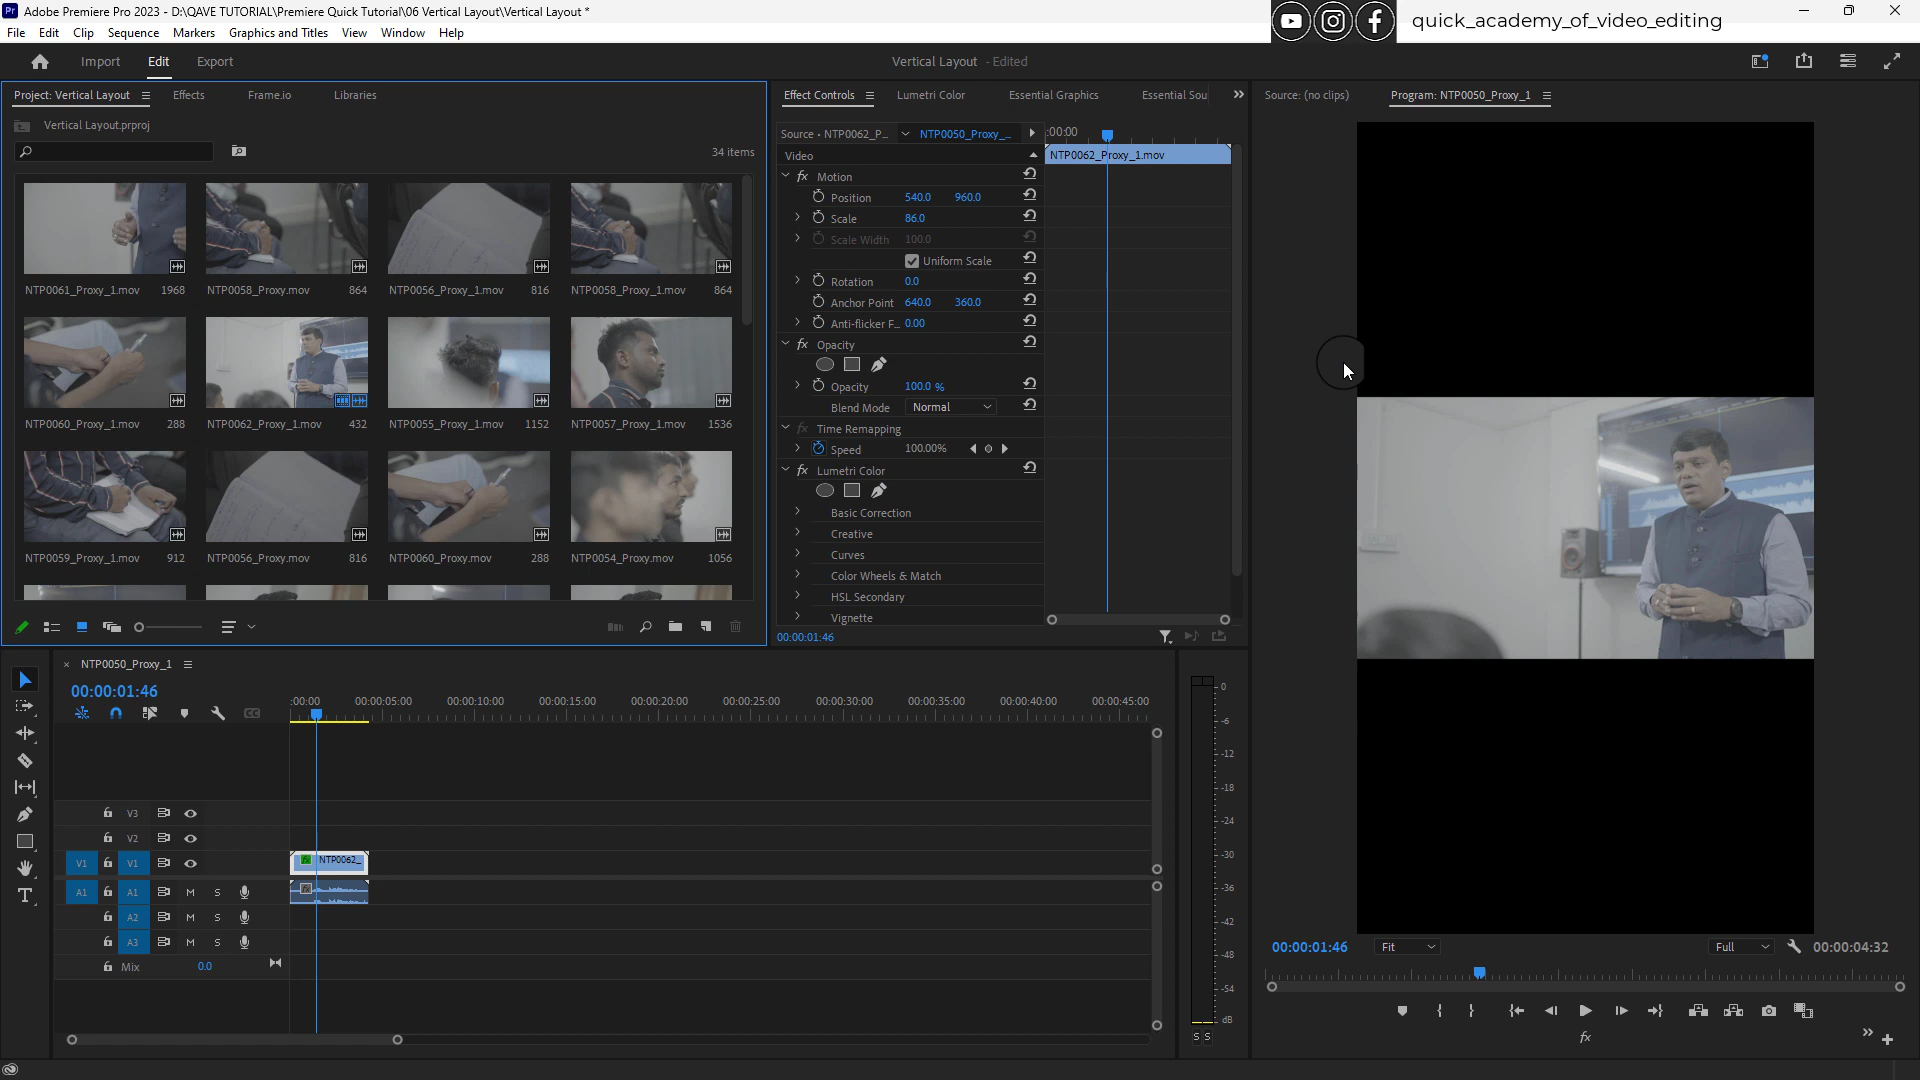 Adobe Premiere Pro 2023 - D:\QAVE TUTORIAL\Premiere Quick Tutorial\06 Vertical Layout\Vertical Layout *
quick_academy_of_video_editing
File Edit Clip Sequence Markers Graphics and Titles View Window Help
Import Edit Export
Vertical Layout - Edited
Project: Vertical Layout Effects Frame.io Libraries
Vertical Layout.prproj
34 items
NTP0061_Proxy_1.mov 1968 NTP0058_Proxy.mov 864 NTP0056_Proxy_1.mov 816 NTP0058_Proxy_1.mov 864
NTP0060_Proxy_1.mov 288 NTP0062_Proxy_1.mov 432 NTP0055_Proxy_1.mov 1152 NTP0057_Proxy_1.mov 1536
NTP0059_Proxy_1.mov 912 NTP0056_Proxy.mov 816 NTP0060_Proxy.mov 288 NTP0054_Proxy.mov 1056
Effect Controls Lumetri Color Essential Graphics Essential Sou
Source • NTP0062_P... NTP0050_Proxy_... :00:00
Video NTP0062_Proxy_1.mov
fx Motion
Position 540.0 960.0
Scale 86.0
Scale Width 100.0
Uniform Scale
Rotation 0.0
Anchor Point 640.0 360.0
Anti-flicker F... 0.00
fx Opacity
Opacity 100.0 %
Blend Mode Normal
fx Time Remapping
Speed 100.00%
fx Lumetri Color
Basic Correction
Creative
Curves
Color Wheels & Match
HSL Secondary
Vignette
00:00:01:46
Source: (no clips) Program: NTP0050_Proxy_1
00:00:01:46 Fit Full 00:00:04:32
fx
× NTP0050_Proxy_1
00:00:01:46
:00:00 00:00:05:00 00:00:10:00 00:00:15:00 00:00:20:00 00:00:25:00 00:00:30:00 00:00:35:00 00:00:40:00 00:00:45:00
CC
V3
V2
V1 V1 fx NTP0062_
A1 A1 M S
A2 M S
A3 M S
Mix 0.0
0
-6
-12
-18
-24
-30
-36
-42
-48
-54
dB
S S